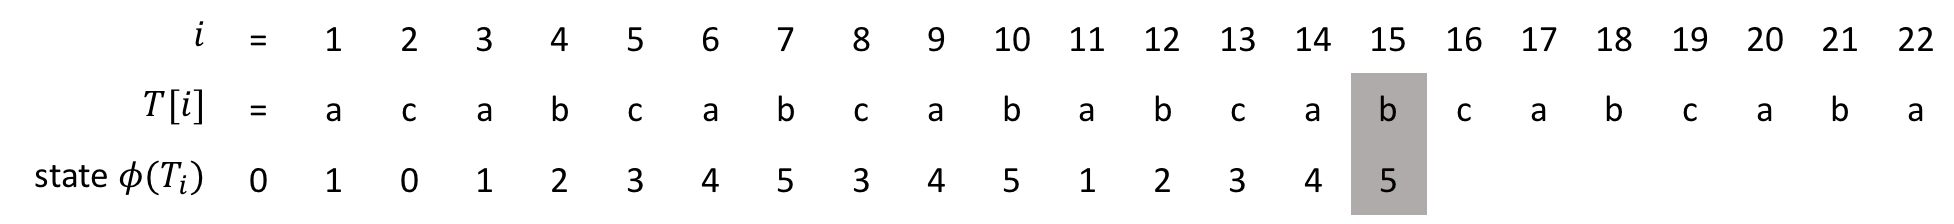 i = 1 2 3 4 5 6 7 8 9 10 11 12 13 14 15 16 17 18 19 20 21 22
T[i] = a c a b c a b c a b a b c a b c a b c a b a
state ϕ(Tᵢ) 0 1 0 1 2 3 4 5 3 4 5 1 2 3 4 5